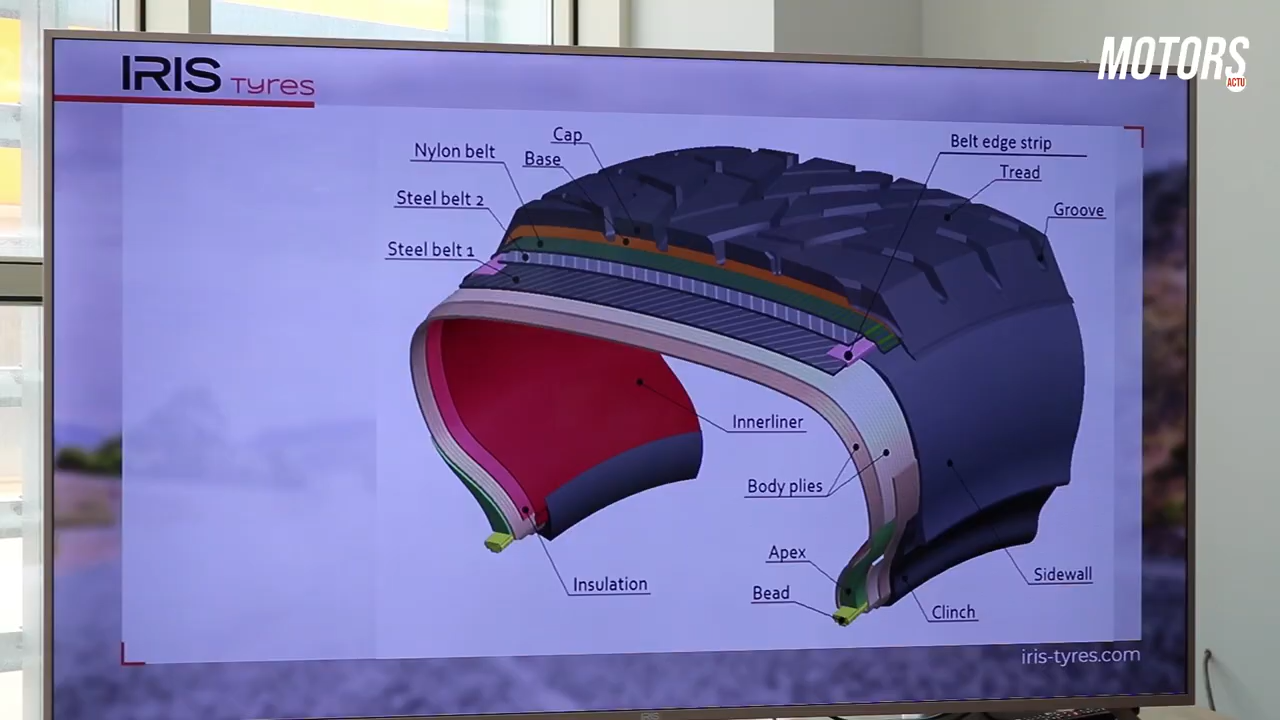 MOTORS
ACTU
IRIS Tyres
Cap
Belt edge strip
Nylon belt
Base
Tread
Steel belt 2
Groove
Steel belt 1
Innerliner
Body plies
Apex
Sidewall
Insulation
Bead
Clinch
iris-tyres.com